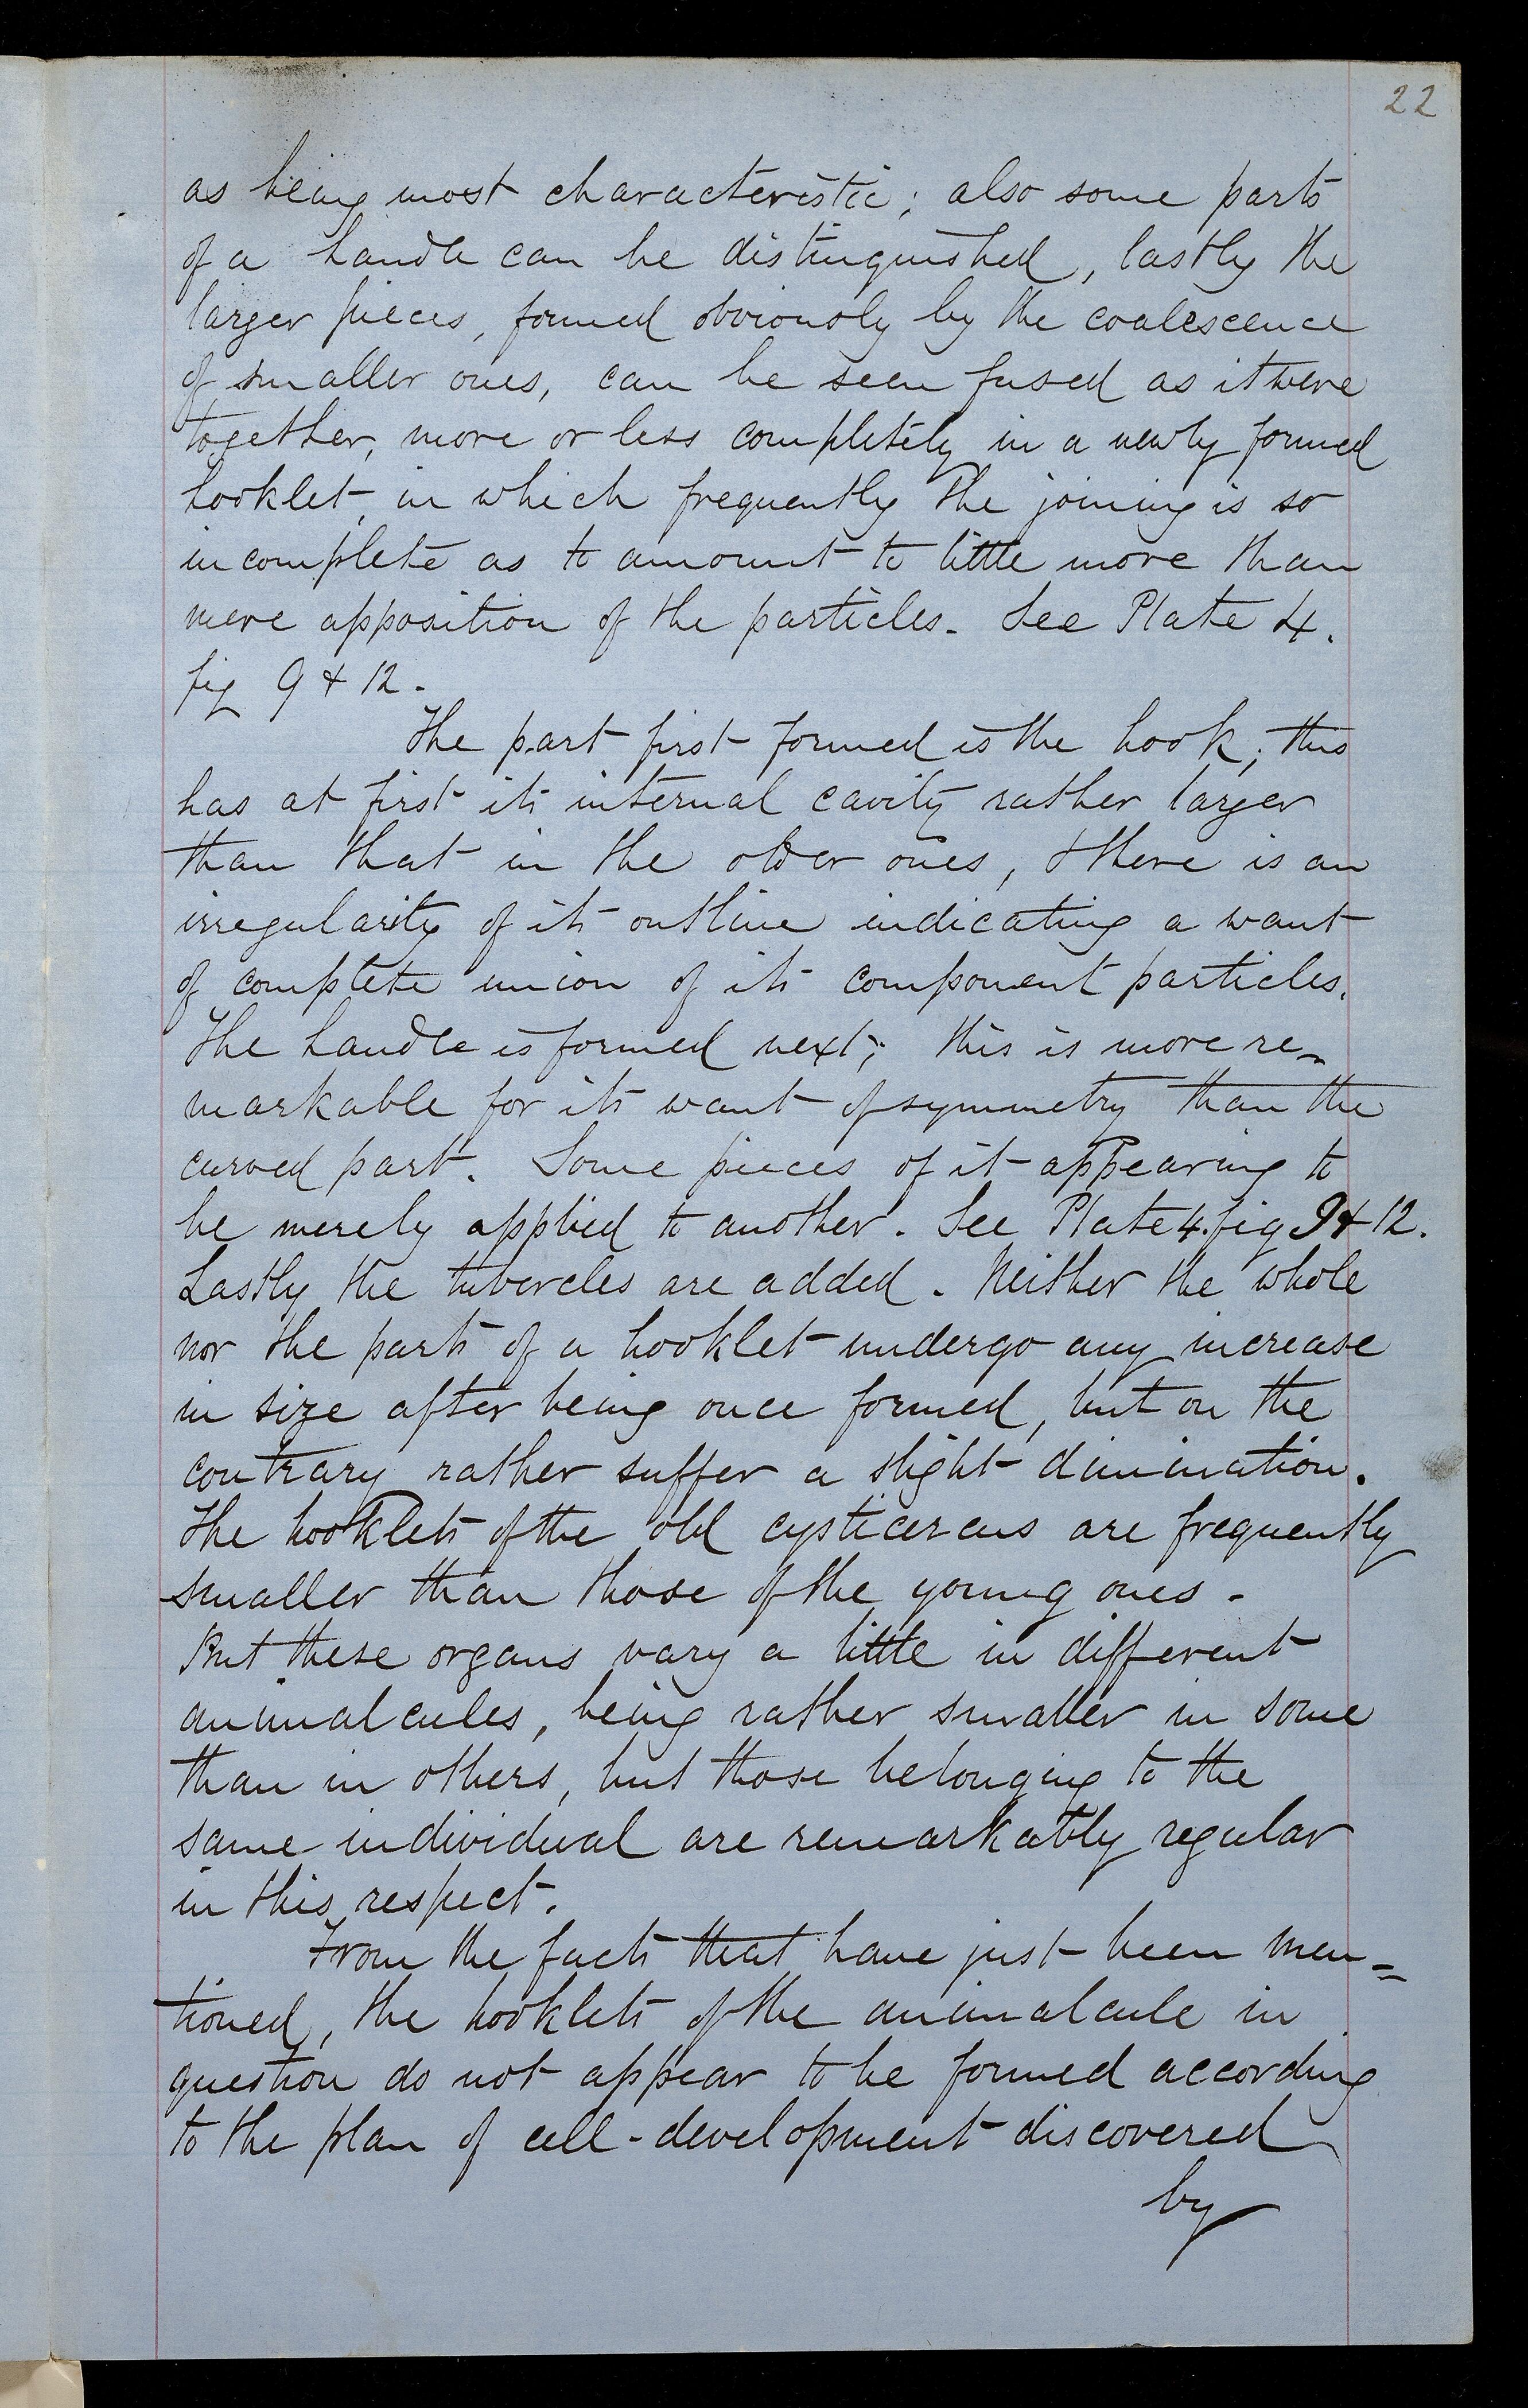 22
as being most characteristic; also some parts
of a handle can be distinguished, lastly the
larger pieces, formed obviously by the coalescence
of smaller ones, can be seen fused as it were
together, more or less completely in a newly formed
hooklet, in which frequently the joining is so
incomplete as to amount to little more than
mere apposition of the particles. See Plate 4.
fig 9 & 12.
The part first formed is the hook; this
has at first its internal cavity rather larger
than that in the older ones, & there is an
irregularity of its outline indicating a want
of complete union of its component particles.
The handle is formed next; this is more re-
markable for its want of symmetry than the
curved part. Some pieces of it appearing to
be merely applied to another. See Plate 4. fig 9 & 12.
Lastly the tubercles are added. Neither the whole
nor the parts of a hooklet undergo any increase
in size after being once formed, but on the
contrary rather suffer a slight diminution.
The hooklets of the old cysticercus are frequently
smaller than those of the young ones.
But these organs vary a little in different
animalcules, being rather smaller in some
than in others, but those belonging to the
same individual are remarkably regular
in this respect.
From the facts that have just been men=
tioned, the hooklets of the animalcule in
question do not appear to be formed according
to the plan of cell-development discovered
by